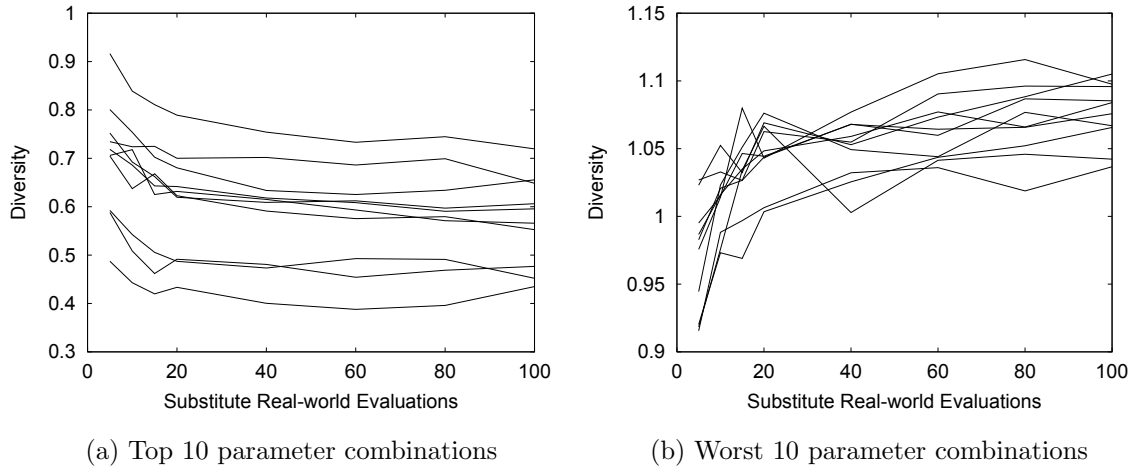 1
0.9
0.8
0.7
0.6
0.5
0.4
0.3
Diversity
0 20 40 60 80 100
Substitute Real-world Evaluations
(a) Top 10 parameter combinations
1.15
1.1
1.05
1
0.95
0.9
Diversity
0 20 40 60 80 100
Substitute Real-world Evaluations
(b) Worst 10 parameter combinations